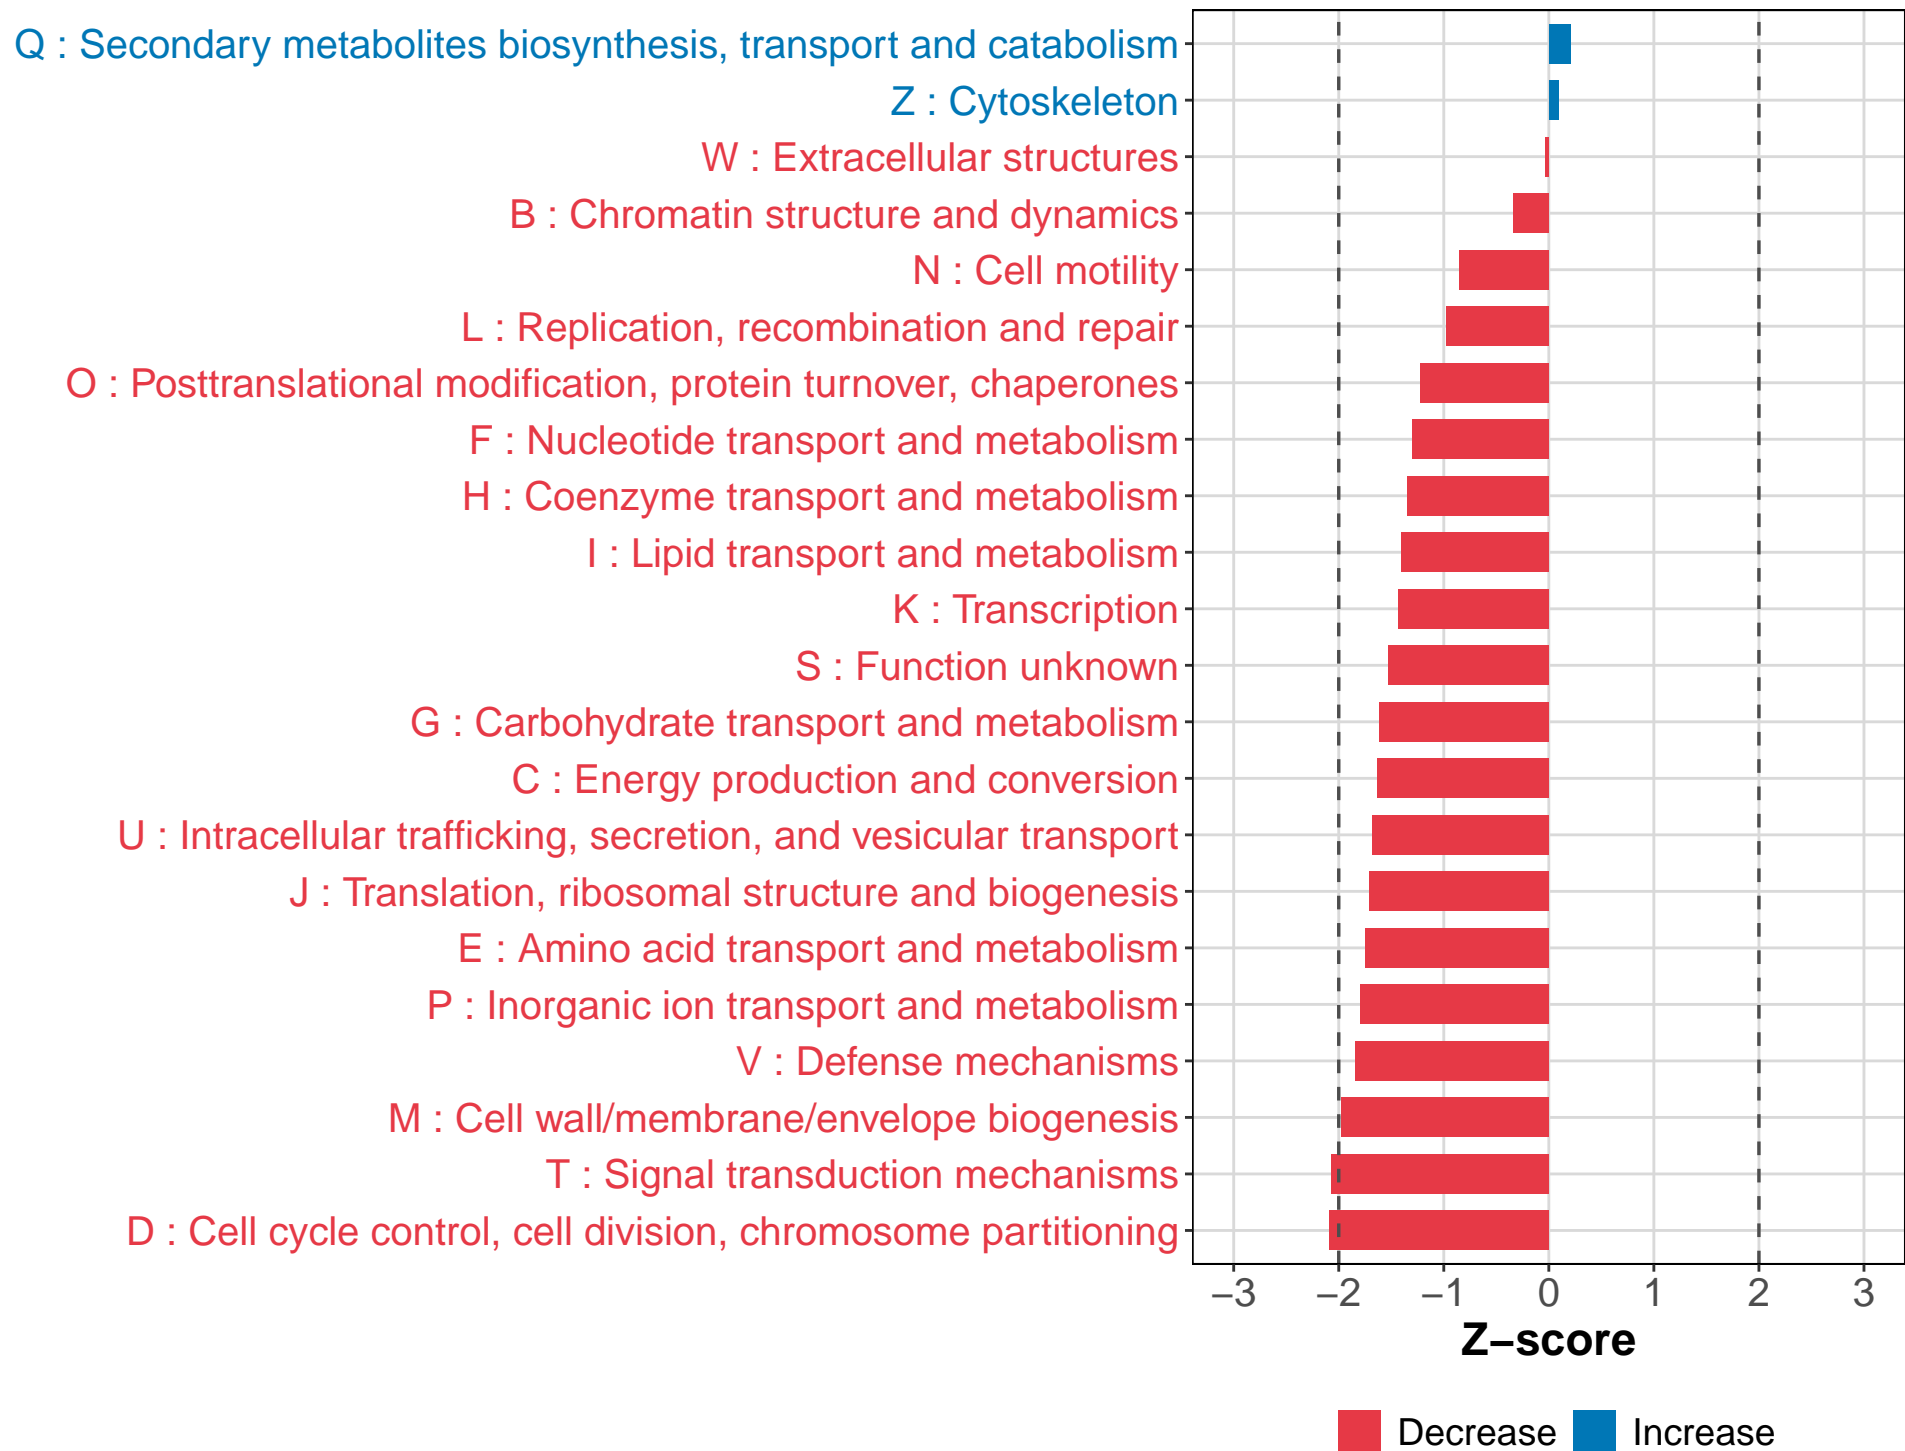 Q : Secondary metabolites biosynthesis, transport and catabolism
Z : Cytoskeleton
W : Extracellular structures
B : Chromatin structure and dynamics
N : Cell motility
L : Replication, recombination and repair
O : Posttranslational modification, protein turnover, chaperones
F : Nucleotide transport and metabolism
H : Coenzyme transport and metabolism
I : Lipid transport and metabolism
K : Transcription
S : Function unknown
G : Carbohydrate transport and metabolism
C : Energy production and conversion
U : Intracellular trafficking, secretion, and vesicular transport
J : Translation, ribosomal structure and biogenesis
E : Amino acid transport and metabolism
P : Inorganic ion transport and metabolism
V : Defense mechanisms
M : Cell wall/membrane/envelope biogenesis
T : Signal transduction mechanisms
D : Cell cycle control, cell division, chromosome partitioning
−3 −2 −1 0 1 2 3
Z−score
Decrease Increase